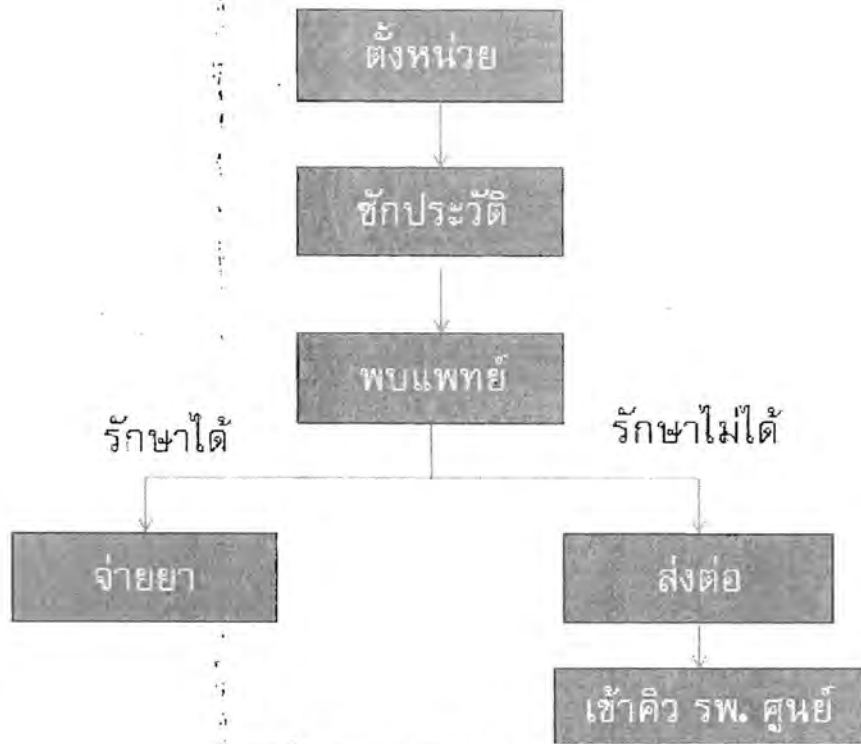 ตั้งหน่วย
ซักประวัติ
พบแพทย์
รักษาได้
รักษาไม่ได้
จ่ายยา
ส่งต่อ
เข้าคิว รพ. ศูนย์